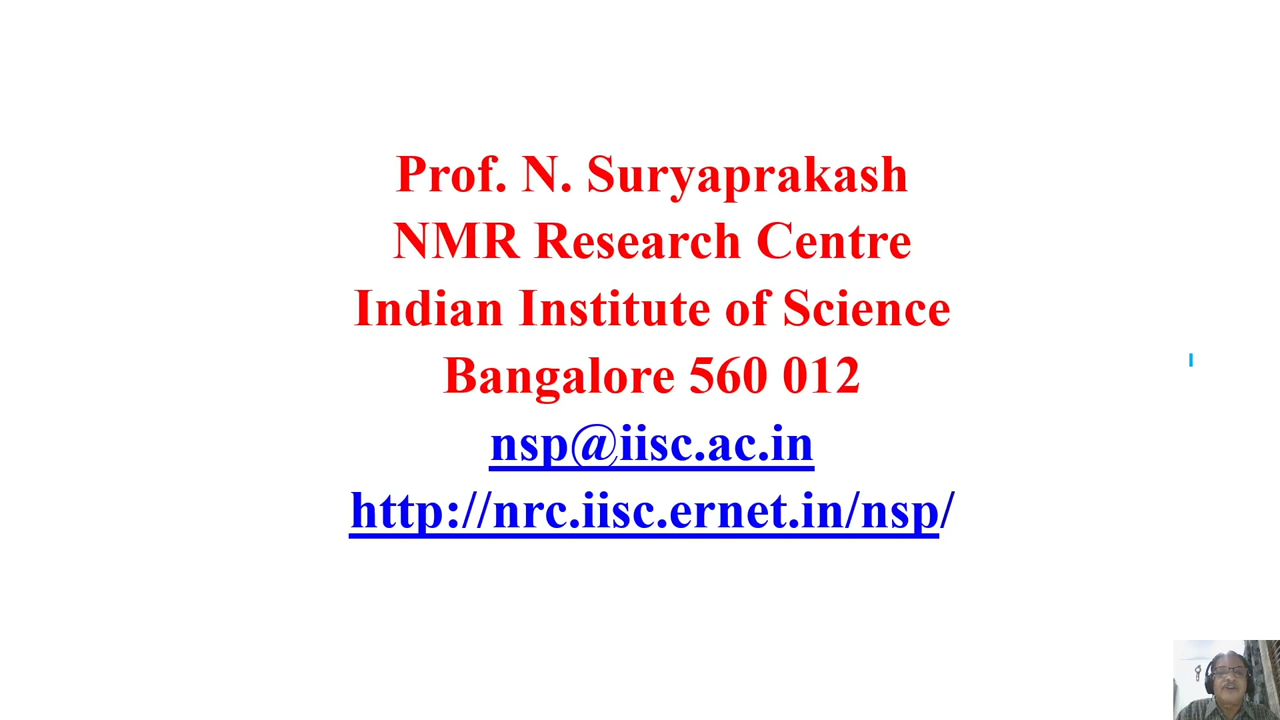 Prof. N. Suryaprakash
NMR Research Centre
Indian Institute of Science
Bangalore 560 012
nsp@iisc.ac.in
http://nrc.iisc.ernet.in/nsp/